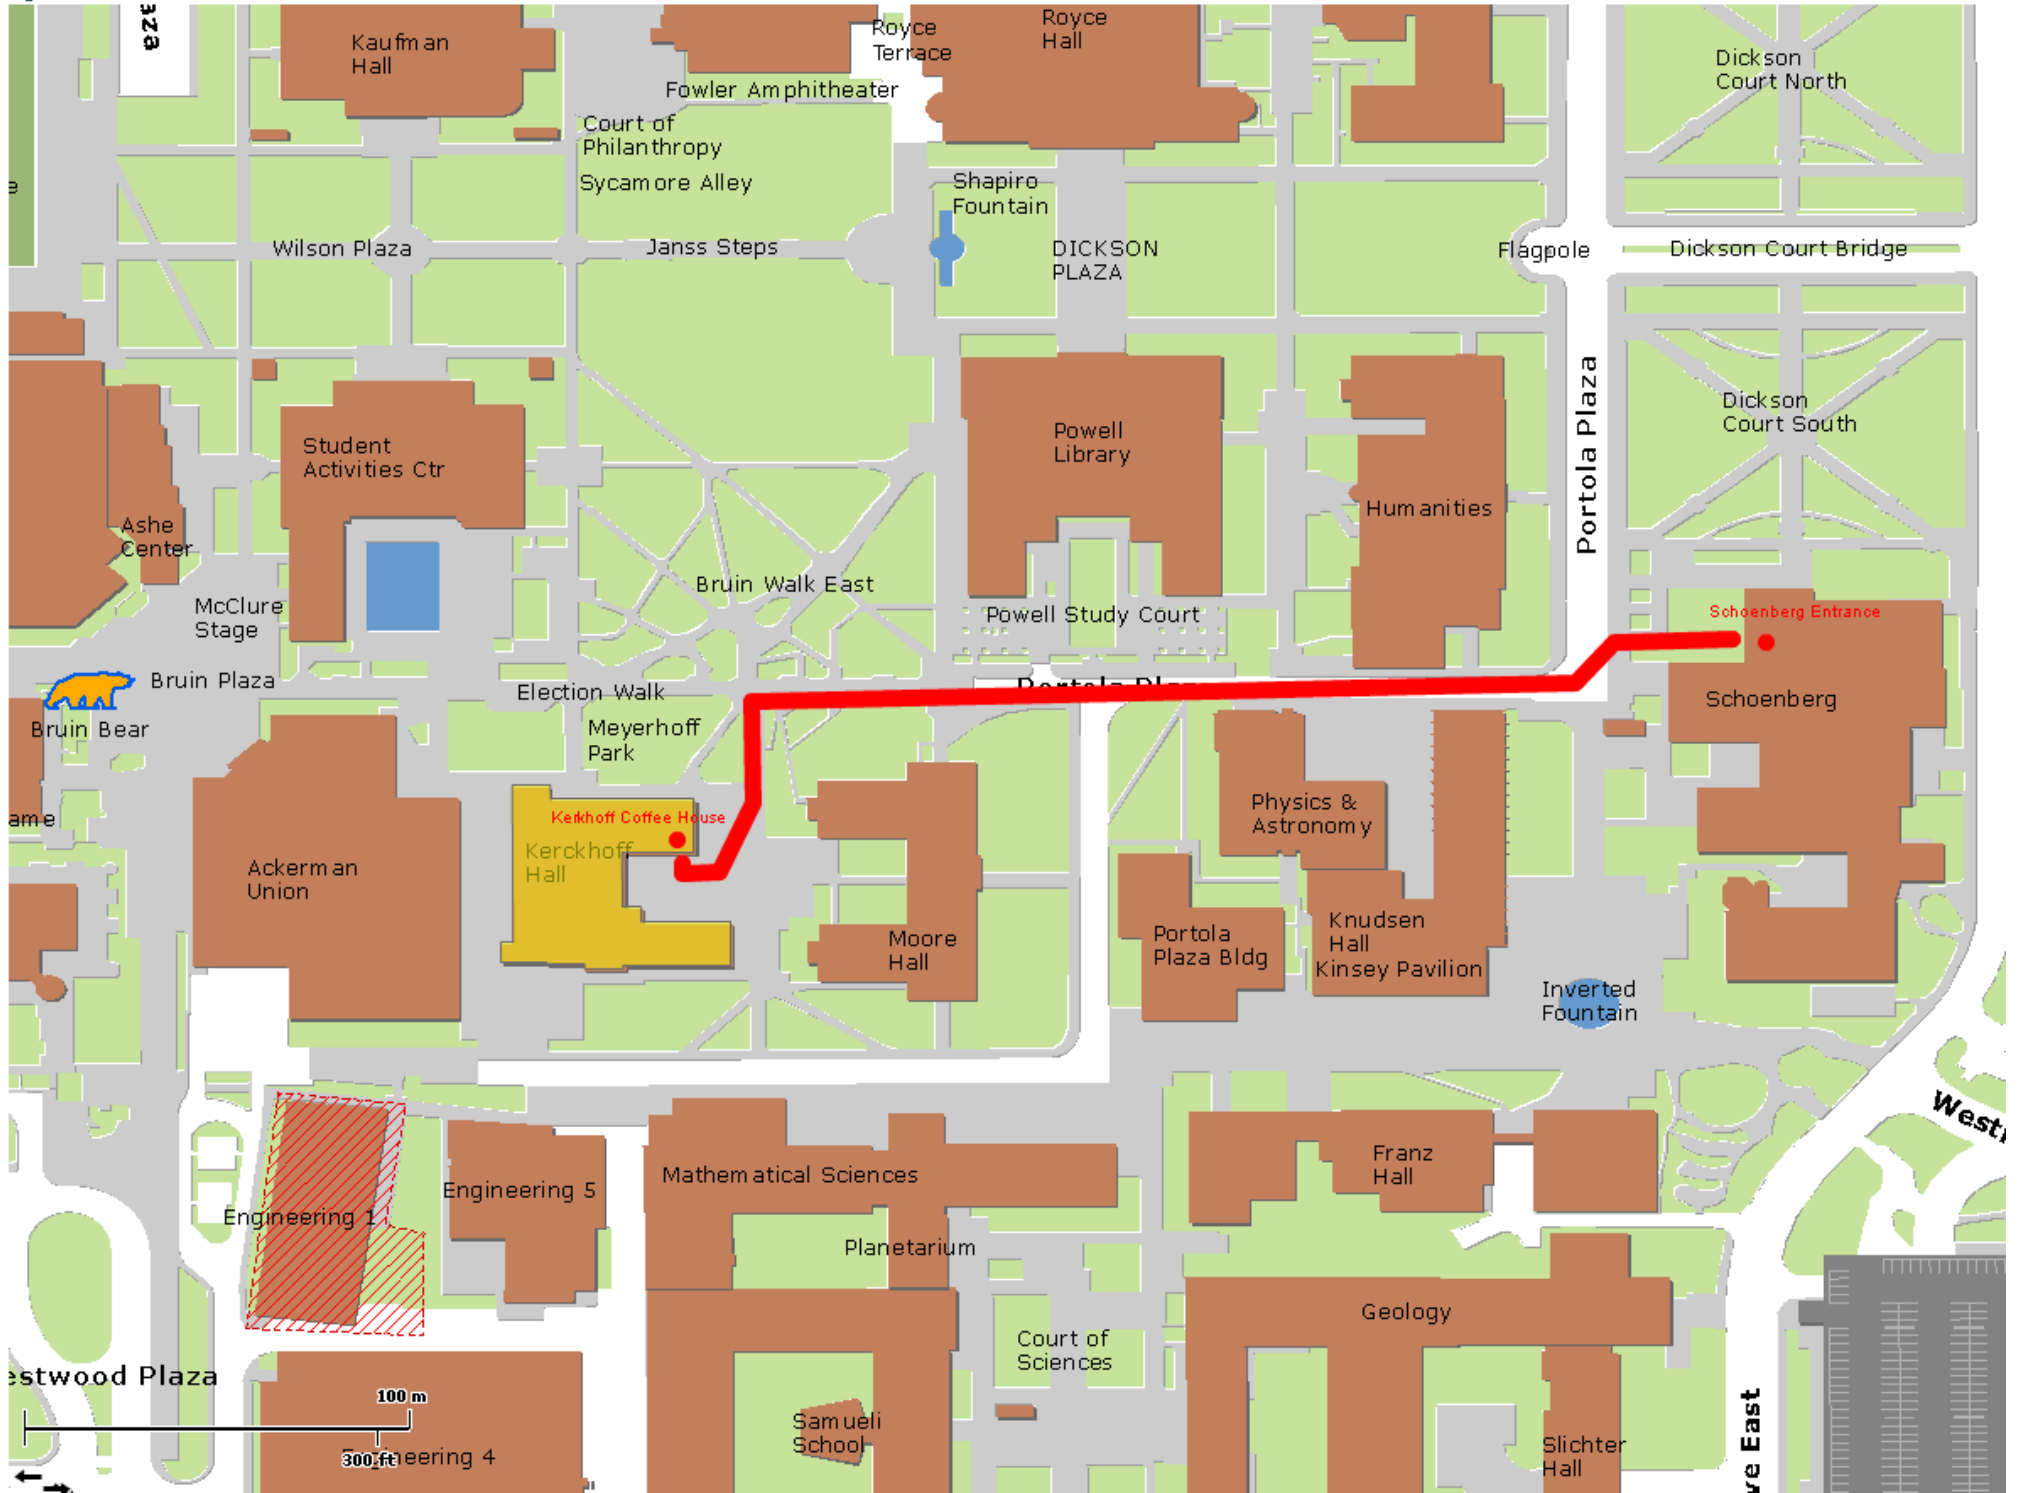 aza
Kaufman
Hall
Royce
Terrace
Royce
Hall
Dickson
Court North
Fowler Amphitheater
Court of
Philanthropy
Sycamore Alley
Shapiro
Fountain
e
Wilson Plaza
Janss Steps
DICKSON
PLAZA
Flagpole
Dickson Court Bridge
Portola Plaza
Student
Activities Ctr
Powell
Library
Dickson
Court South
Humanities
Ashe
Center
McClure
Stage
Bruin Walk East
Powell Study Court
Schoenberg Entrance
Bruin Plaza
Election Walk
Schoenberg
Bruin Bear
Meyerhoff
Park
ame
Kerkhoff Coffee House
Kerckhoff
Hall
Ackerman
Union
Physics &
Astronomy
Moore
Hall
Portola
Plaza Bldg
Knudsen
Hall
Kinsey Pavilion
Inverted
Fountain
West
Engineering 1
Engineering 5
Mathematical Sciences
Franz
Hall
Planetarium
Geology
Court of
Sciences
estwood Plaza
100 m
300 ft
Samueli
School
Slichter
Hall
ve East